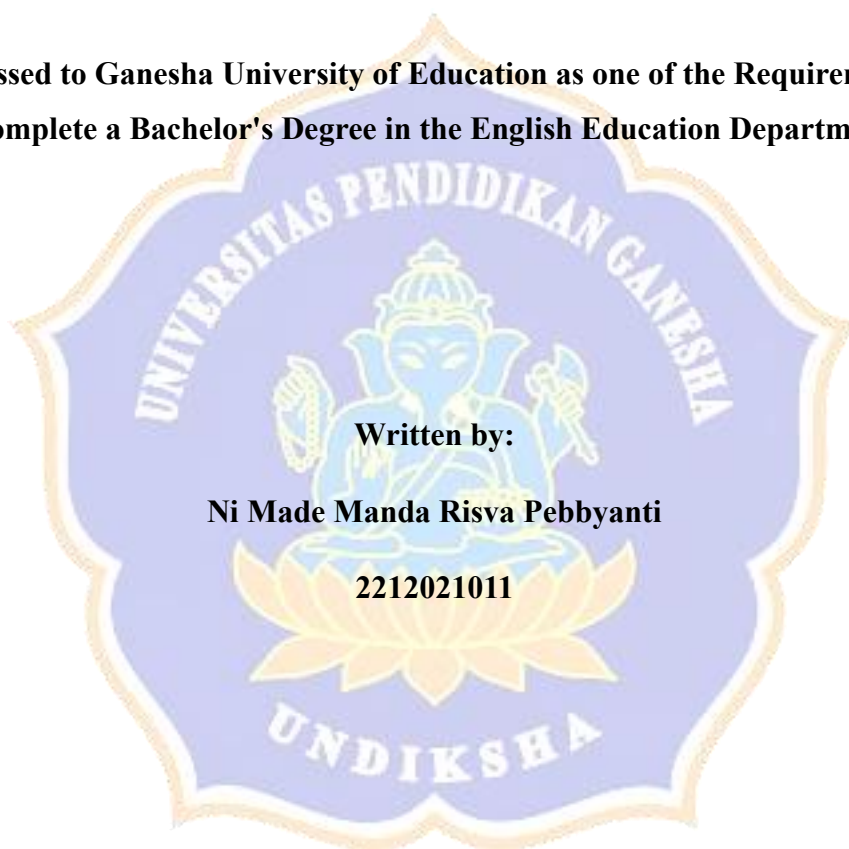 ssed to Ganesha University of Education as one of the Requirer
omplete a Bachelor's Degree in the English Education Departm
UNIVERSITAS PENDIDIKAN GANESHA
Written by:
Ni Made Manda Risva Pebbyanti
2212021011
UNDIKSHA